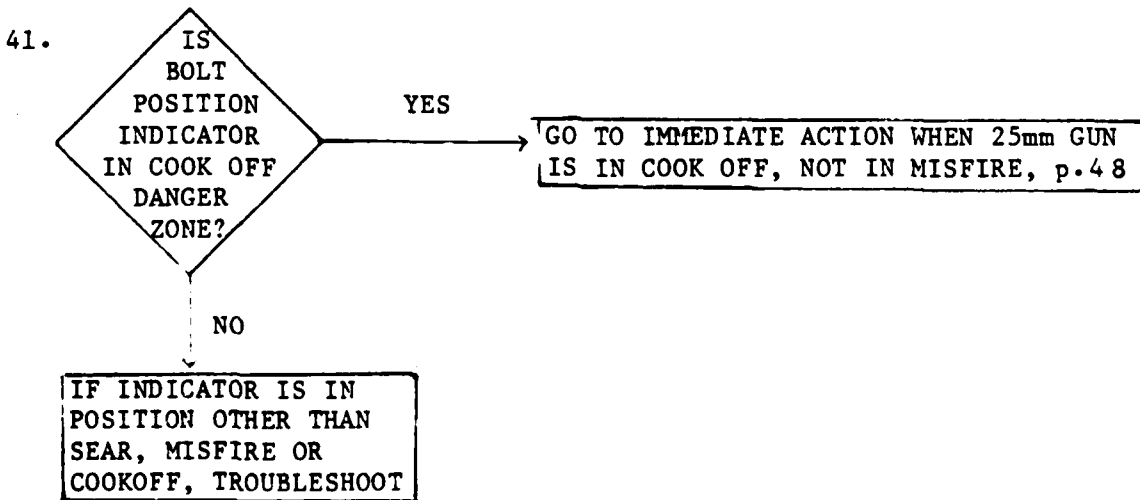 41.
IS
BOLT
POSITION
INDICATOR
IN COOK OFF
DANGER
ZONE?
YES
GO TO IMMEDIATE ACTION WHEN 25mm GUN
IS IN COOK OFF, NOT IN MISFIRE, p.48
NO
IF INDICATOR IS IN
POSITION OTHER THAN
SEAR, MISFIRE OR
COOKOFF, TROUBLESHOOT